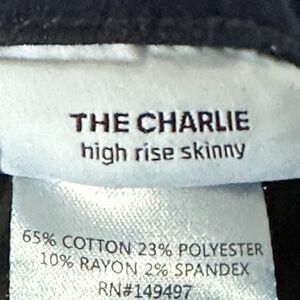 THE CHARLIE
high rise skinny
65% COTTON 23% POLYESTER
10% RAYON 2% SPANDEX
RN#149497